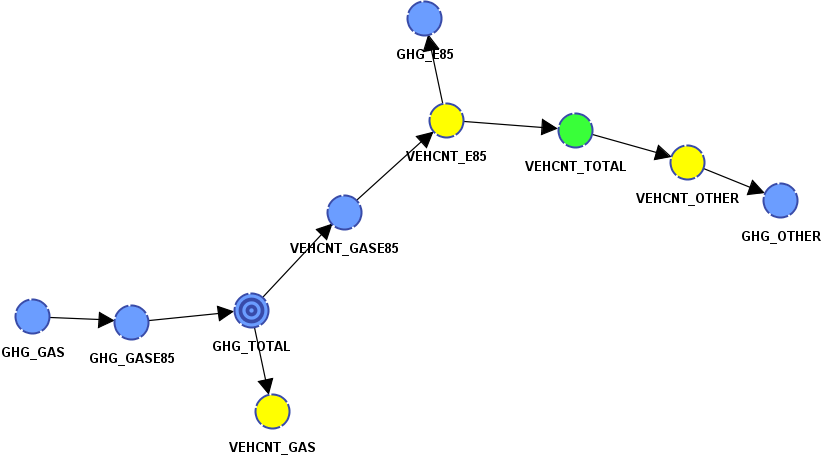 GHG_E85
VEHCNT_E85
VEHCNT_TOTAL
VEHCNT_OTHER
GHG_OTHER
VEHCNT_GASE85
GHG_GAS
GHG_GASE85
GHG_TOTAL
VEHCNT_GAS